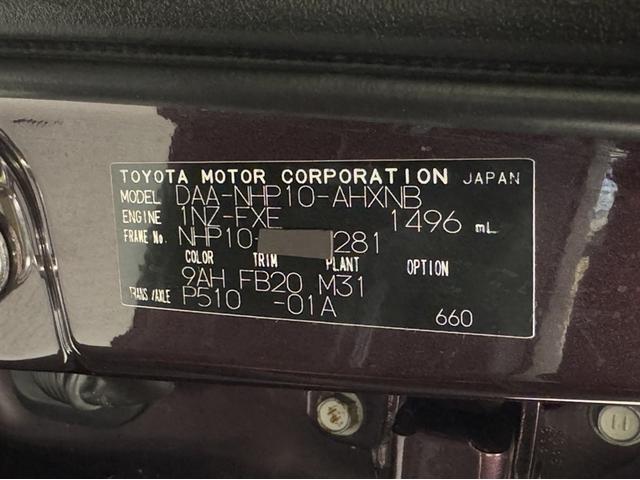 TOYOTA MOTOR CORPORATION JAPAN
MODEL DAA-NHP10-AHXNB
ENGINE 1NZ-FXE 1496 mL
FRAME No. NHP10- 281
COLOR TRIM PLANT OPTION
9AH FB20 M31
TRANS/AXLE P510 -01A
660